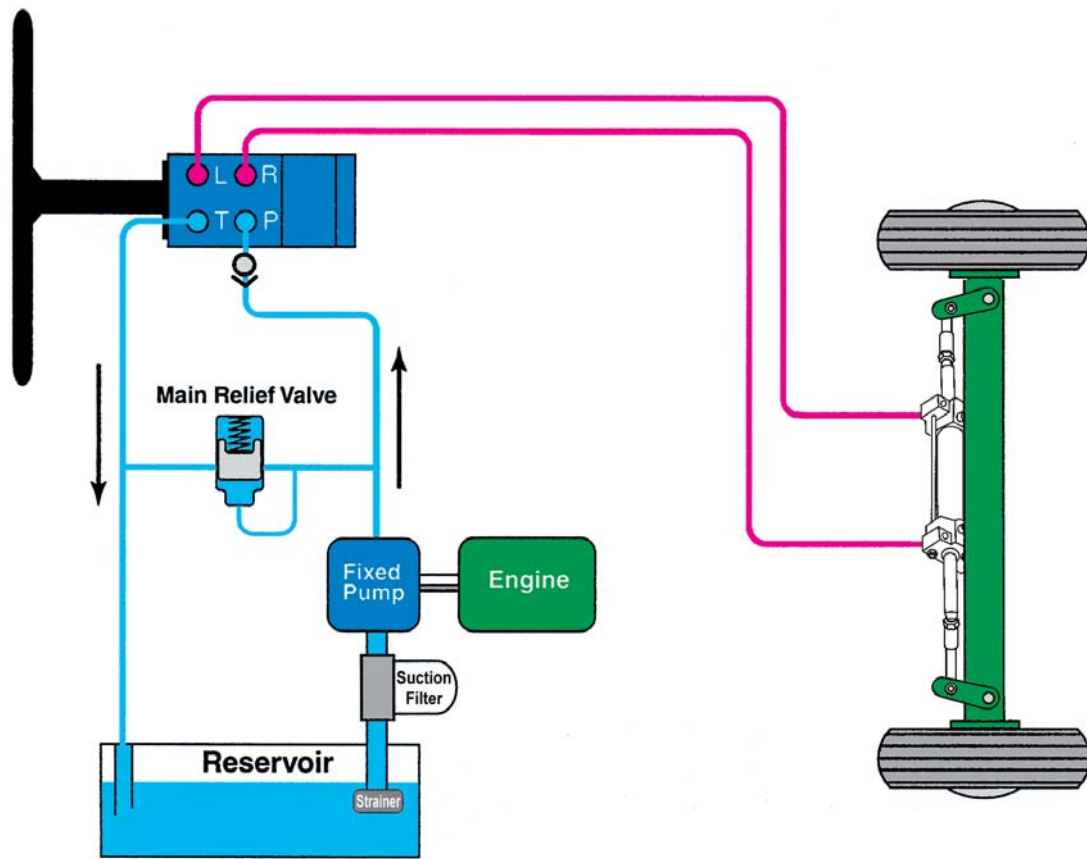 L R
T P
Main Relief Valve
Fixed
Pump
Engine
Suction
Filter
Reservoir
Strainer